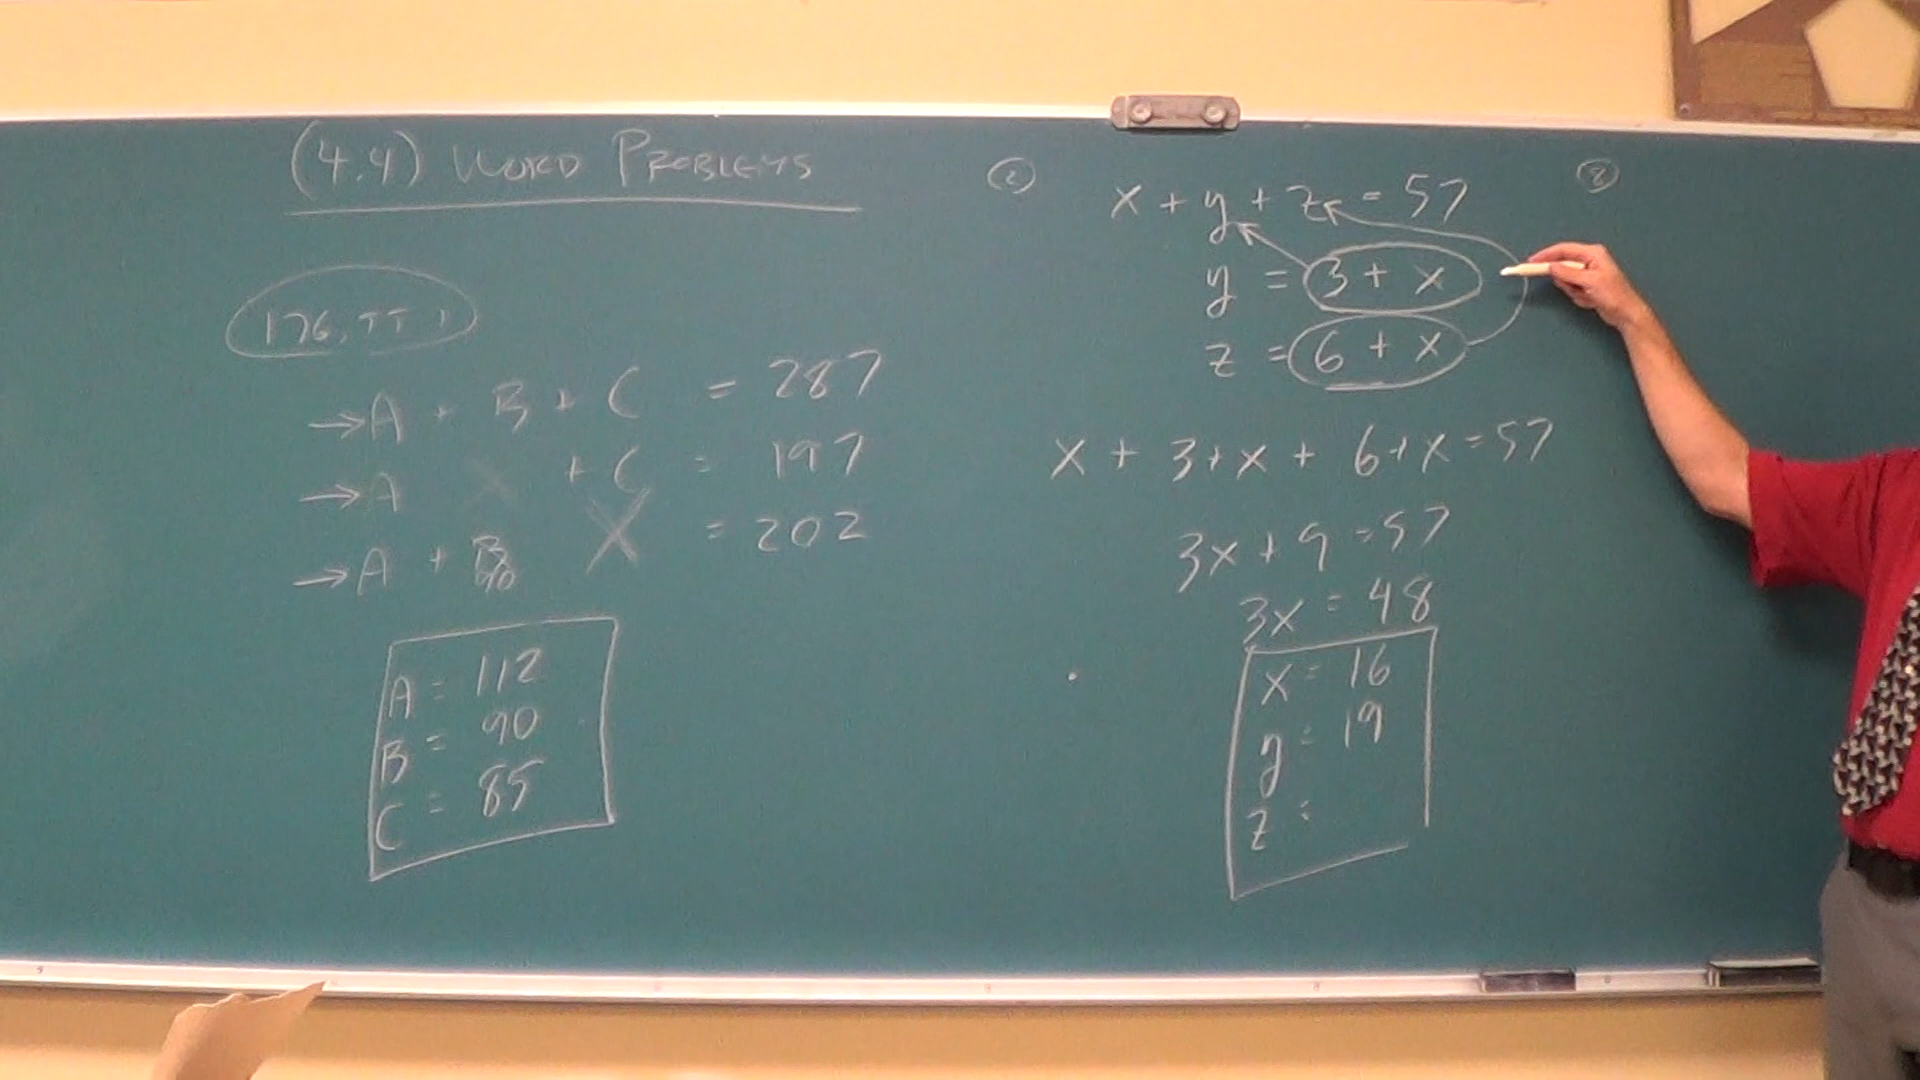 (4.4) WORD PROBLEMS
176, TT 1
→A + B + C = 287
→A + C = 197
→A + B X = 202
90
A = 112
B = 90
C = 85
2
x + y + z = 57
y = 3 + x
z = 6 + x
x + 3+x + 6+x = 57
3x + 9 = 57
3x = 48
x = 16
y = 19
z =
8